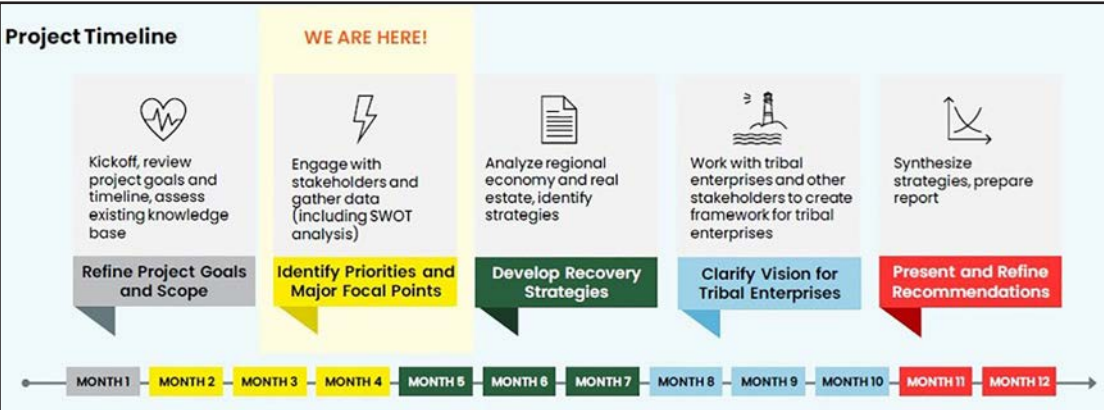 Project Timeline
WE ARE HERE!
Kickoff, review
project goals and
timeline, assess
existing knowledge
base
Refine Project Goals
and Scope
Engage with
stakeholders and
gather data
(including SWOT
analysis)
Identify Priorities and
Major Focal Points
Analyze regional
economy and real
estate, identify
strategies
Develop Recovery
Strategies
Work with tribal
enterprises and other
stakeholders to create
framework for tribal
enterprises
Clarify Vision for
Tribal Enterprises
Synthesize
strategies, prepare
report
Present and Refine
Recommendations
MONTH 1 MONTH 2 MONTH 3 MONTH 4 MONTH 5 MONTH 6 MONTH 7 MONTH 8 MONTH 9 MONTH 10 MONTH 11 MONTH 12